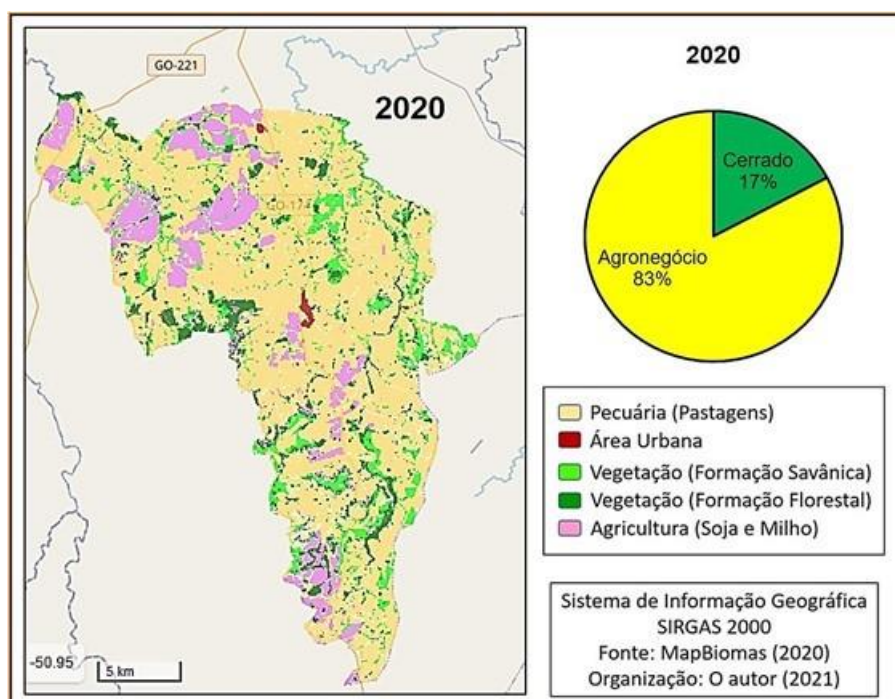 GO-221
2020
GO-174
-50.95
5 km
2020
Cerrado
17%
Agronegócio
83%
Pecuária (Pastagens)
Área Urbana
Vegetação (Formação Savânica)
Vegetação (Formação Florestal)
Agricultura (Soja e Milho)
Sistema de Informação Geográfica
SIRGAS 2000
Fonte: MapBiomas (2020)
Organização: O autor (2021)